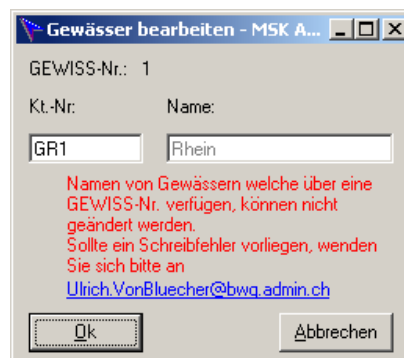 Gewässer bearbeiten - MSK A...
GEWISS-Nr.: 1
Kt.-Nr: Name:
GR1 Rhein
Namen von Gewässern welche über eine
GEWISS-Nr. verfügen, können nicht
geändert werden.
Sollte ein Schreibfehler vorliegen, wenden
Sie sich bitte an
Ulrich.VonBluecher@bwg.admin.ch
Ok Abbrechen